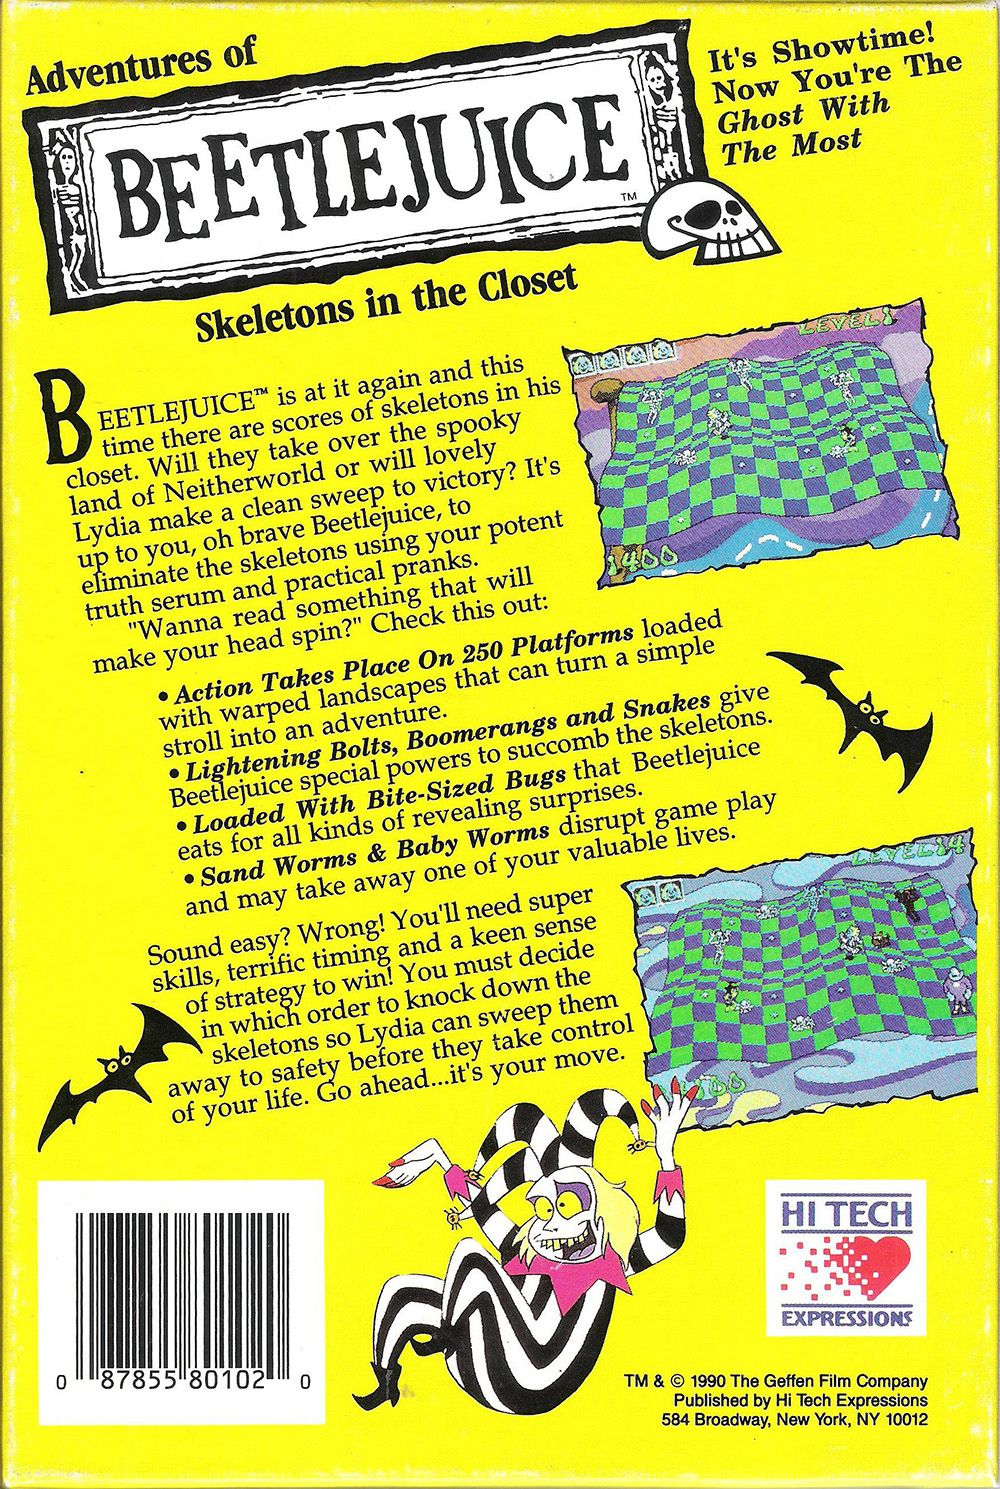 Adventures of
BEETLEJUICE
TM
It's Showtime!
Now You're The
Ghost With
The Most
Skeletons in the Closet
BEETLEJUICE™ is at it again and this
time there are scores of skeletons in his
closet. Will they take over the spooky
land of Neitherworld or will lovely
Lydia make a clean sweep to victory? It's
up to you, oh brave Beetlejuice, to
eliminate the skeletons using your potent
truth serum and practical pranks.
"Wanna read something that will
make your head spin?" Check this out:
LEVEL1
1400
• Action Takes Place On 250 Platforms loaded
with warped landscapes that can turn a simple
stroll into an adventure.
• Lightening Bolts, Boomerangs and Snakes give
Beetlejuice special powers to succomb the skeletons.
• Loaded With Bite-Sized Bugs that Beetlejuice
eats for all kinds of revealing surprises.
• Sand Worms & Baby Worms disrupt game play
and may take away one of your valuable lives.
LEVEL14
Sound easy? Wrong! You'll need super
skills, terrific timing and a keen sense
of strategy to win! You must decide
in which order to knock down the
skeletons so Lydia can sweep them
away to safety before they take control
of your life. Go ahead...it's your move.
0 87855 80102 0
HI TECH
EXPRESSIONS
TM & © 1990 The Geffen Film Company
Published by Hi Tech Expressions
584 Broadway, New York, NY 10012